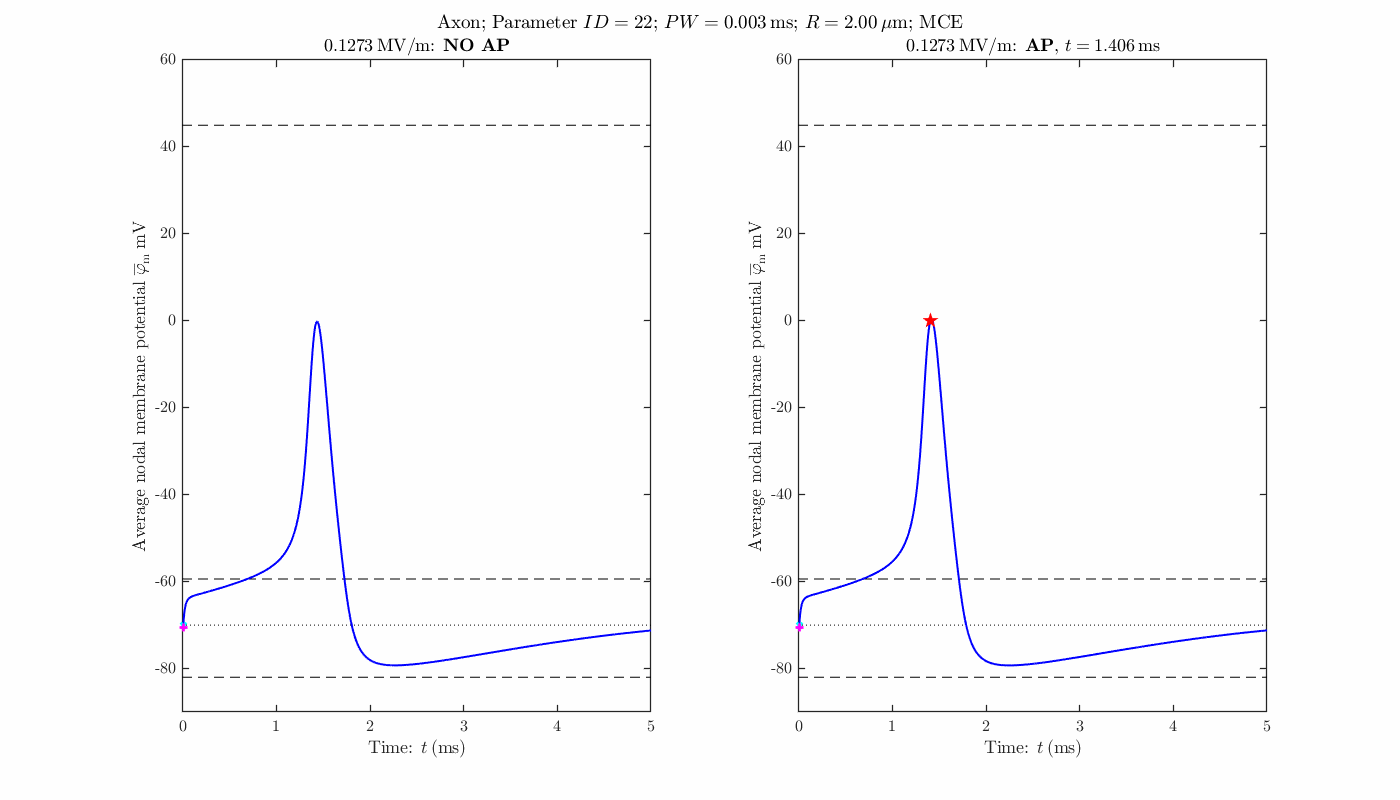 Axon; Parameter ID = 22; PW = 0.003 ms; R = 2.00 μm; MCE
0.1273 MV/m: NO AP
60
40
20
0
-20
-40
-60
-80
0 1 2 3 4 5
Time: t (ms)
Average nodal membrane potential φ̅m mV
0.1273 MV/m: AP, t = 1.406 ms
60
40
20
0
-20
-40
-60
-80
0 1 2 3 4 5
Time: t (ms)
Average nodal membrane potential φ̅m mV